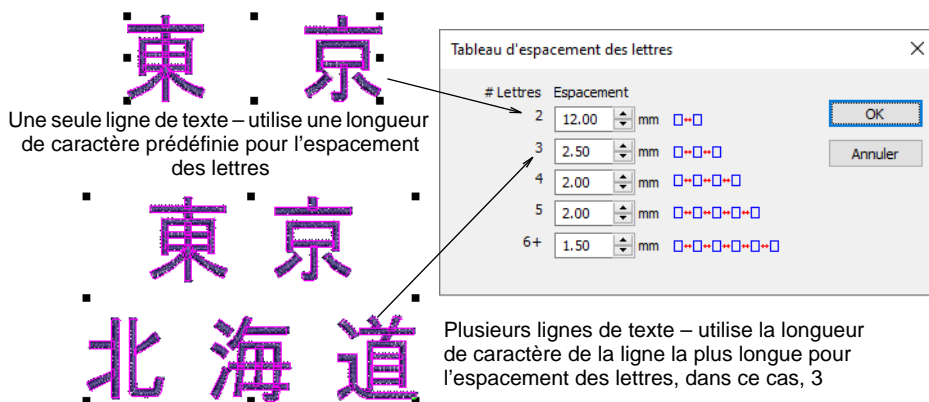 東 京
Une seule ligne de texte – utilise une longueur
de caractère prédéfinie pour l'espacement
des lettres
東 京
北 海 道
Tableau d'espacement des lettres
# Lettres Espacement
2 12.00 mm
3 2.50 mm
4 2.00 mm
5 2.00 mm
6+ 1.50 mm
OK
Annuler
Plusieurs lignes de texte – utilise la longueur
de caractère de la ligne la plus longue pour
l'espacement des lettres, dans ce cas, 3